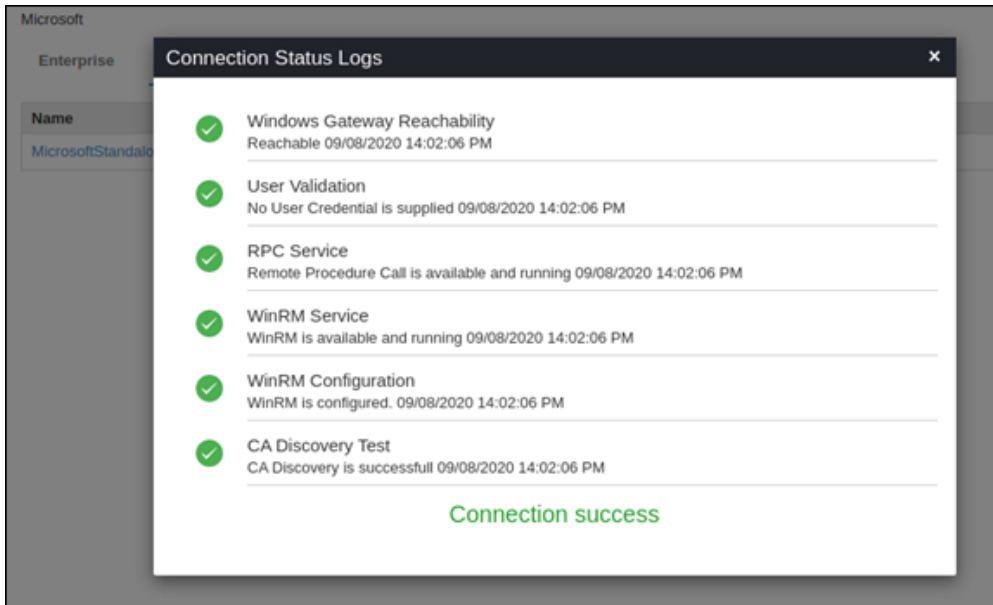 Microsoft
Enterprise
Connection Status Logs ×
Name
MicrosoftStandalo
Windows Gateway Reachability
Reachable 09/08/2020 14:02:06 PM
User Validation
No User Credential is supplied 09/08/2020 14:02:06 PM
RPC Service
Remote Procedure Call is available and running 09/08/2020 14:02:06 PM
WinRM Service
WinRM is available and running 09/08/2020 14:02:06 PM
WinRM Configuration
WinRM is configured. 09/08/2020 14:02:06 PM
CA Discovery Test
CA Discovery is successfull 09/08/2020 14:02:06 PM
Connection success